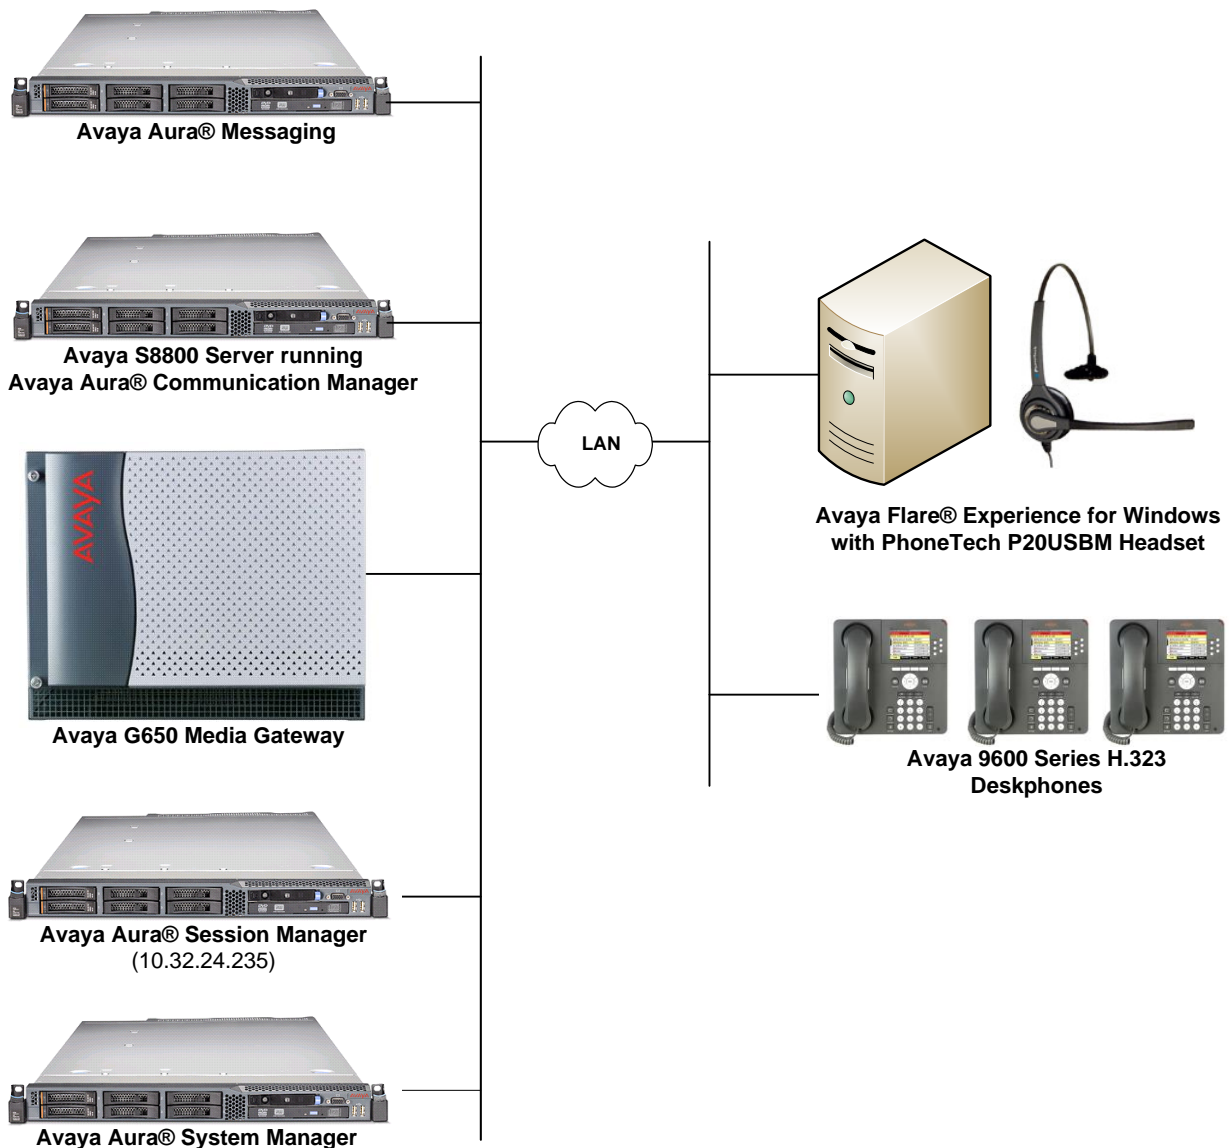 Avaya Aura® Messaging
Avaya S8800 Server running
Avaya Aura® Communication Manager
LAN
AVAYA
Avaya Flare® Experience for Windows
with PhoneTech P20USBM Headset
Avaya G650 Media Gateway
Avaya 9600 Series H.323
Deskphones
Avaya Aura® Session Manager
(10.32.24.235)
Avaya Aura® System Manager